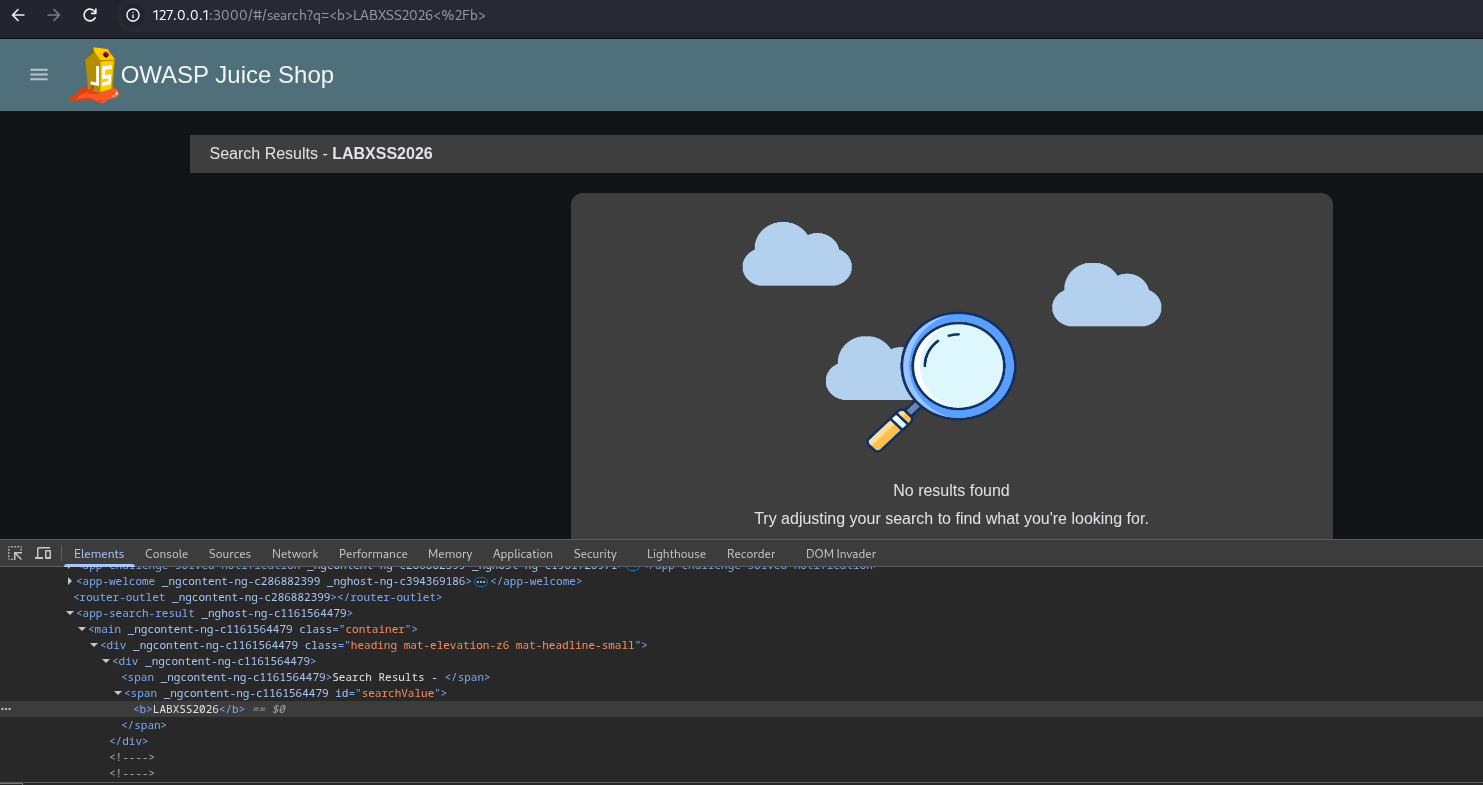 127.0.0.1:3000/#/search?q=<b>LABXSS2026<%2Fb>
JS
OWASP Juice Shop
Search Results - LABXSS2026
No results found
Try adjusting your search to find what you're looking for.
Elements Console Sources Network Performance Memory Application Security Lighthouse Recorder DOM Invader
<app-welcome _ngcontent-ng-c286882399 _nghost-ng-c394369186>…</app-welcome>
<router-outlet _ngcontent-ng-c286882399></router-outlet>
<app-search-result _nghost-ng-c1161564479>
<main _ngcontent-ng-c1161564479 class="container">
<div _ngcontent-ng-c1161564479 class="heading mat-elevation-z6 mat-headline-small">
<div _ngcontent-ng-c1161564479>
<span _ngcontent-ng-c1161564479>Search Results - </span>
<span _ngcontent-ng-c1161564479 id="searchValue">
<b>LABXSS2026</b> == $0
</span>
</div>
<!---->
<!---->